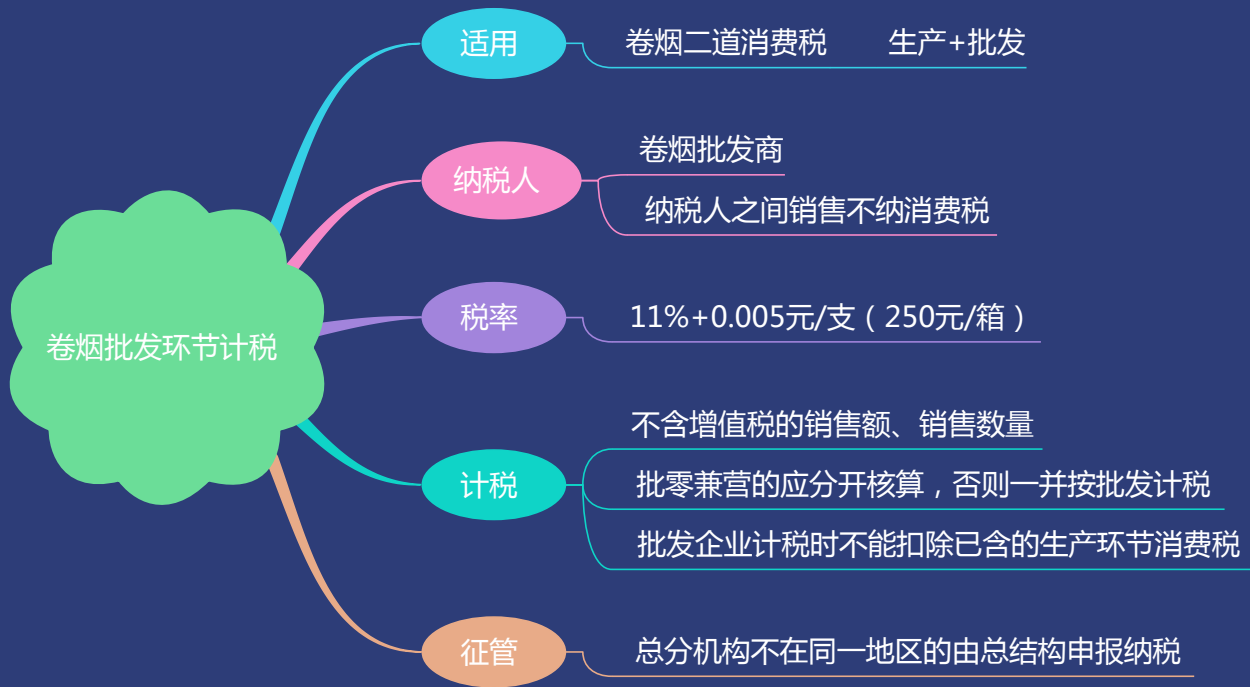 适用
卷烟二道消费税 生产+批发
纳税人
卷烟批发商
纳税人之间销售不纳消费税
税率
11%+0.005元/支（250元/箱）
卷烟批发环节计税
计税
不含增值税的销售额、销售数量
批零兼营的应分开核算，否则一并按批发计税
批发企业计税时不能扣除已含的生产环节消费税
征管
总分机构不在同一地区的由总结构申报纳税